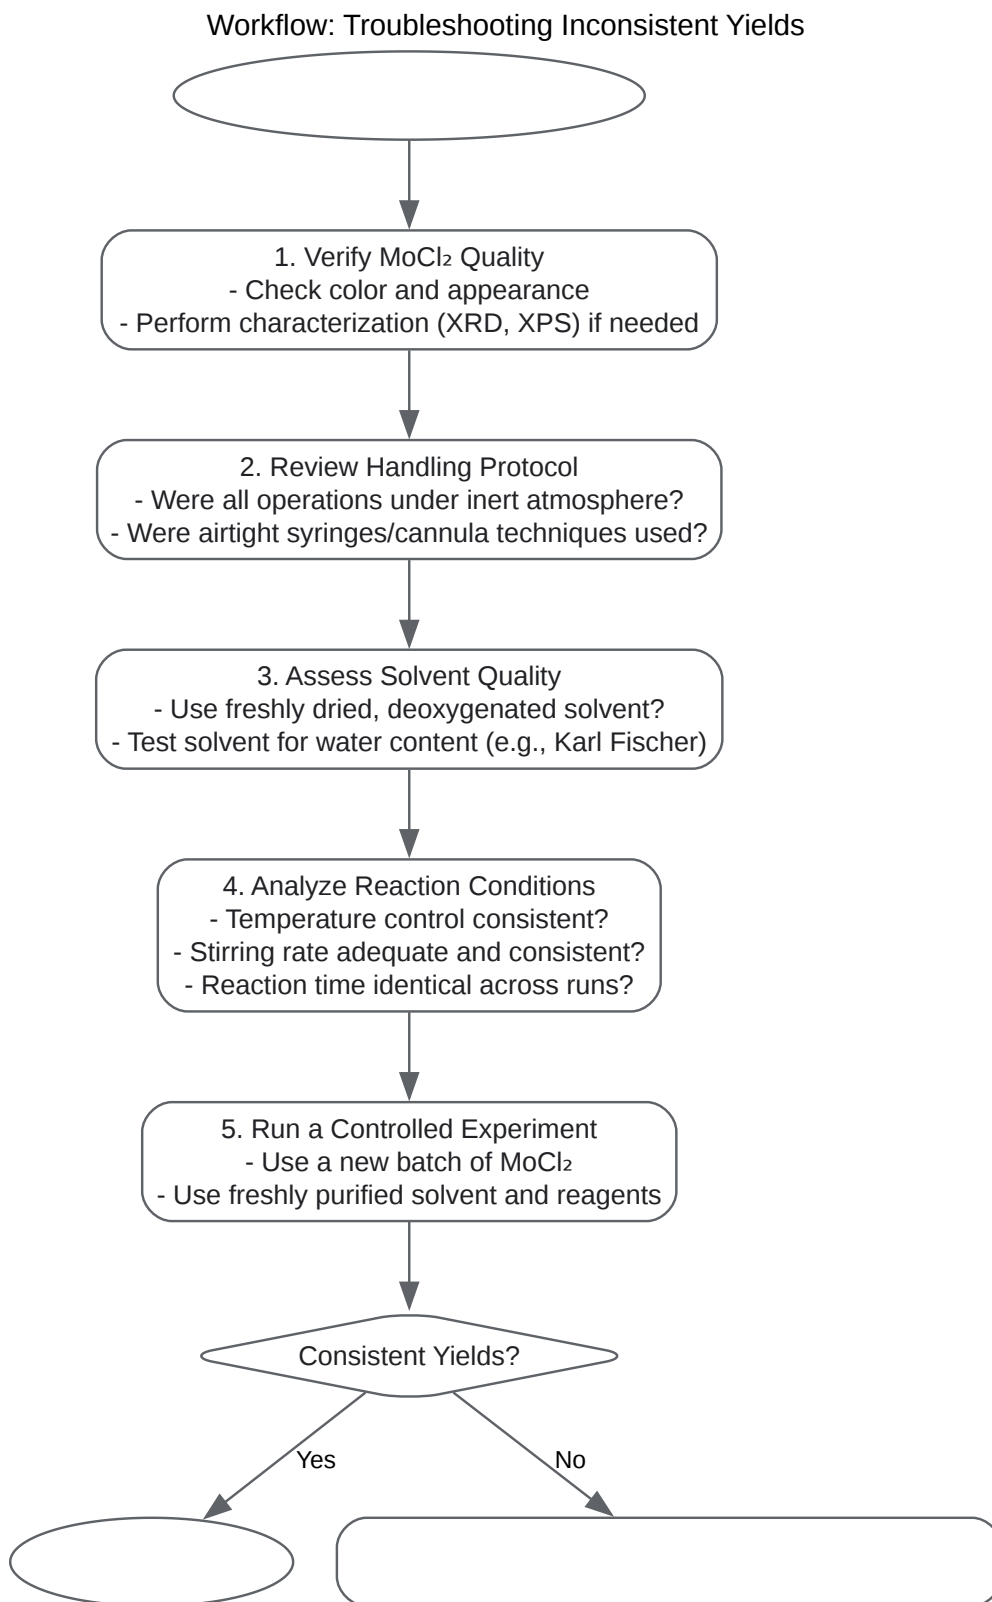 Workflow: Troubleshooting Inconsistent Yields
1. Verify MoCl₂ Quality
- Check color and appearance
- Perform characterization (XRD, XPS) if needed
2. Review Handling Protocol
- Were all operations under inert atmosphere?
- Were airtight syringes/cannula techniques used?
3. Assess Solvent Quality
- Use freshly dried, deoxygenated solvent?
- Test solvent for water content (e.g., Karl Fischer)
4. Analyze Reaction Conditions
- Temperature control consistent?
- Stirring rate adequate and consistent?
- Reaction time identical across runs?
5. Run a Controlled Experiment
- Use a new batch of MoCl₂
- Use freshly purified solvent and reagents
Consistent Yields?
Yes
No